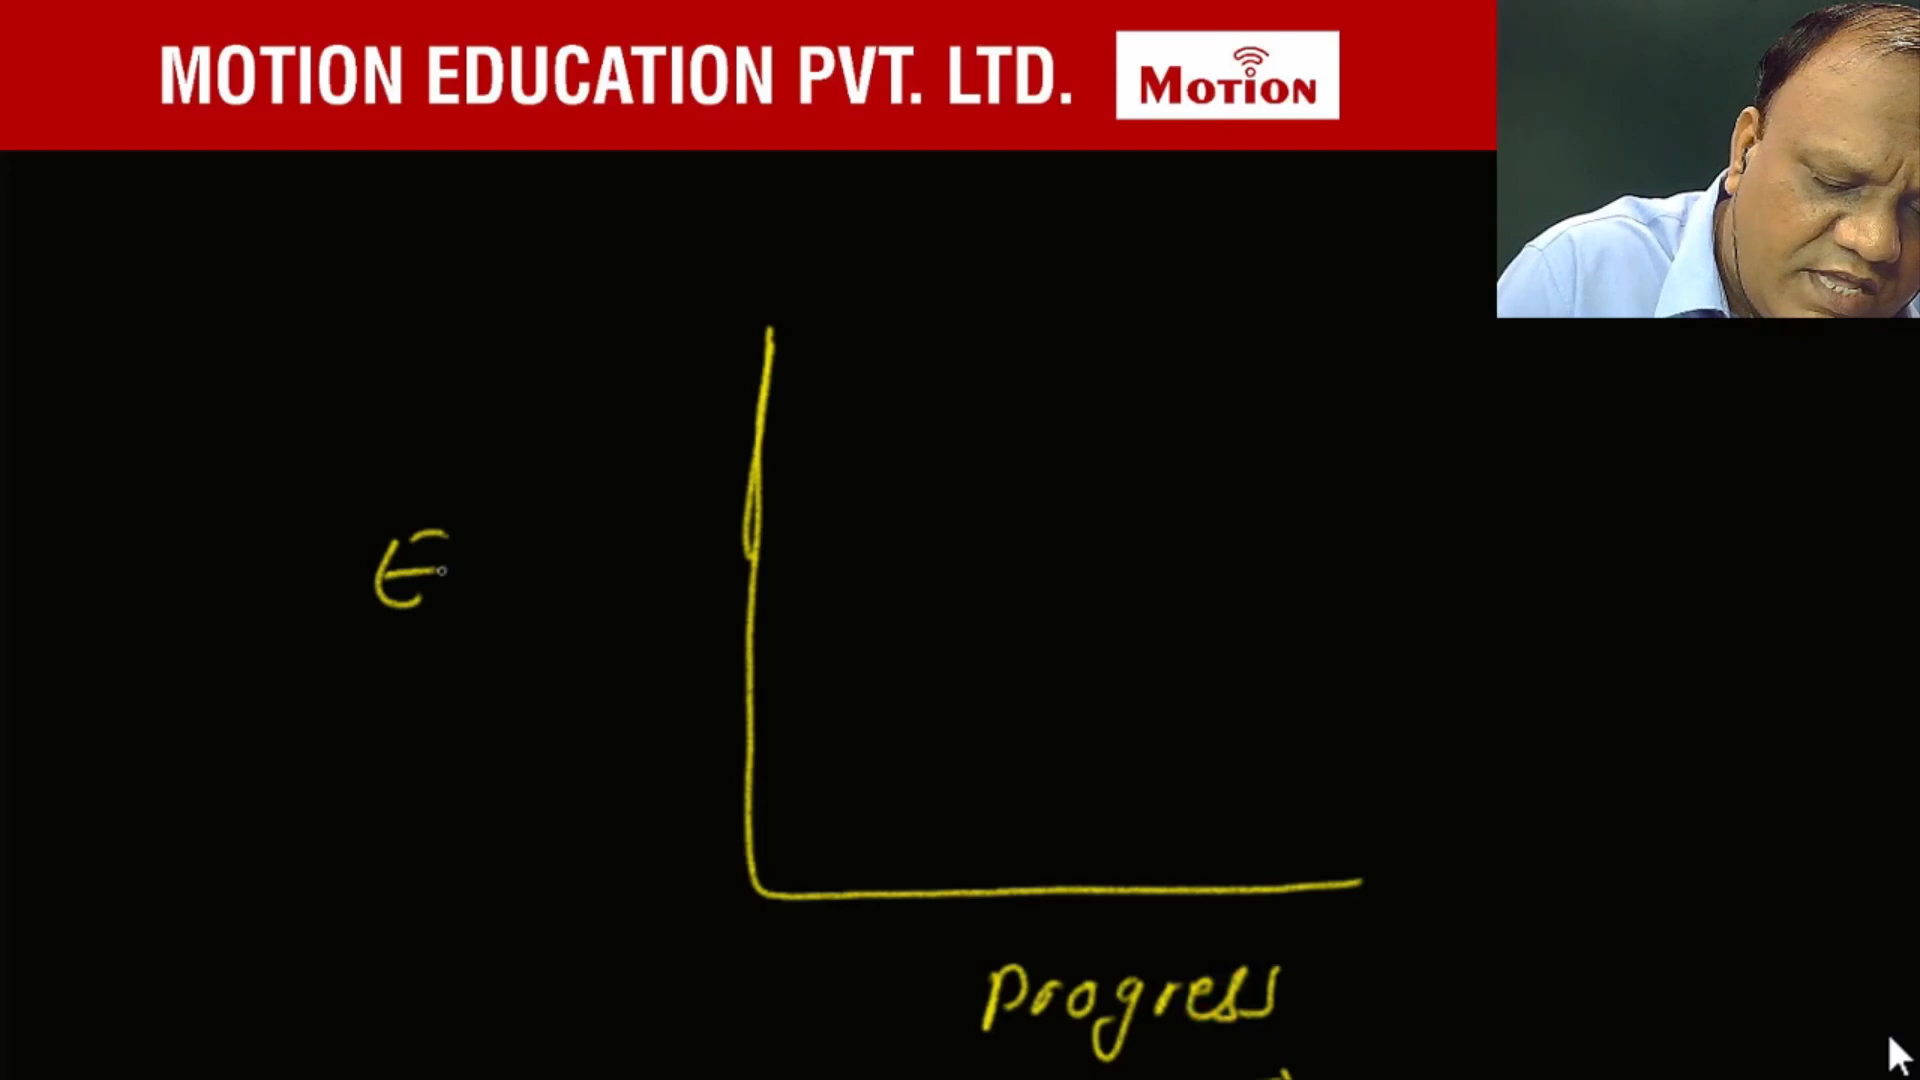 MOTION EDUCATION PVT. LTD.
MOTION
E
Progress